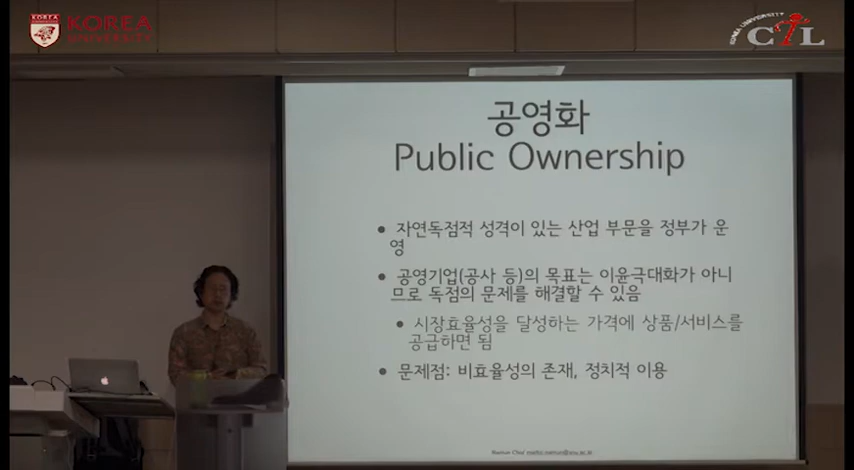 KOREA
UNIVERSITY
CTL
공영화
Public Ownership
• 자연독점적 성격이 있는 산업 부문을 정부가 운
영
• 공영기업(공사 등)의 목표는 이윤극대화가 아니
므로 독점의 문제를 해결할 수 있음
• 시장효율성을 달성하는 가격에 상품/서비스를
공급하면 됨
• 문제점: 비효율성의 존재, 정치적 이용